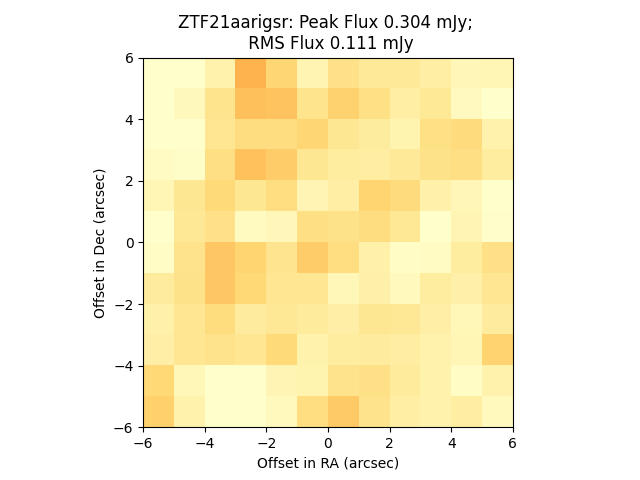 ZTF21aarigsr: Peak Flux 0.304 mJy;
RMS Flux 0.111 mJy
6
4
2
0
−2
−4
−6
Offset in Dec (arcsec)
−6 −4 −2 0 2 4 6
Offset in RA (arcsec)